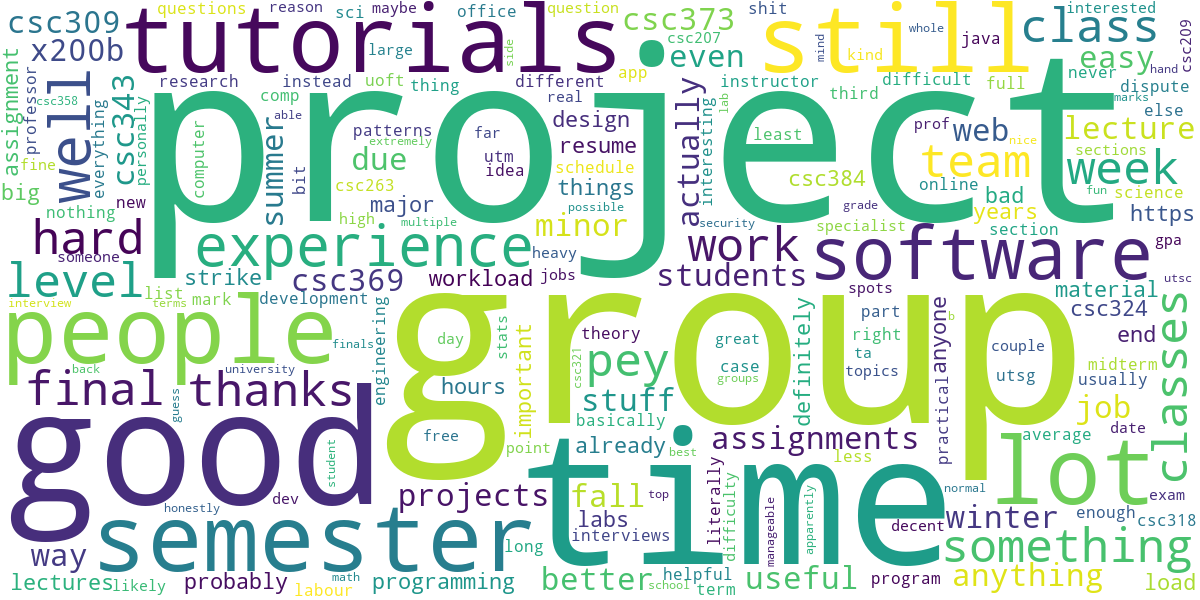 questions
reason
maybe
sci
office
question
shit
interested
csc309
tutorials
csc373
still
class
csc207
whole
csc209
x200b
large
side
even
mind
kind
java
easy
research
instead
uoft
thing
different
app
instructor
difficult
full
never
hand
assignment
professor
csc358
well
csc343
personally
comp
able
real
actually
interesting
lab
third
dispute
marks
else
project
fine
everything
computer
summer
bit
patterns
extremely
far
utm
idea
design
resume
schedule
things
possible
least
prof
web
nice
lecture
sections
team
week
big
nothing
new
due
csc263
high
multiple
major
minor
csc384
online
bad
fun
science
years
https
section
grade
specialist
security
hard
someone
experience
heavy
jobs
work
software
gpa
utsc
level
list
strike
csc369
workload
students
spots
material
interview
terms
mark
development
people
finals
back
university
engineering
group
day
stats
important
theory
csc321
pey
great
case
groups
definitely
part
right
ta
topics
practical
anyone
b
csc324
end
couple
utsg
midterm
usually
classes
final
thanks
guess
hours
free
point
stuff
basically
already
best
assignments
less
job
average
date
good
student
dev
honestly
projects
time
fall
labs
interviews
top
literally
difficulty
manageable
apparently
lot
exam
normal
decent
winter
enough
csc318
semester
way
long
something
lectures
likely
probably
math
labour
programming
better
school
helpful
term
useful
program
anything
load